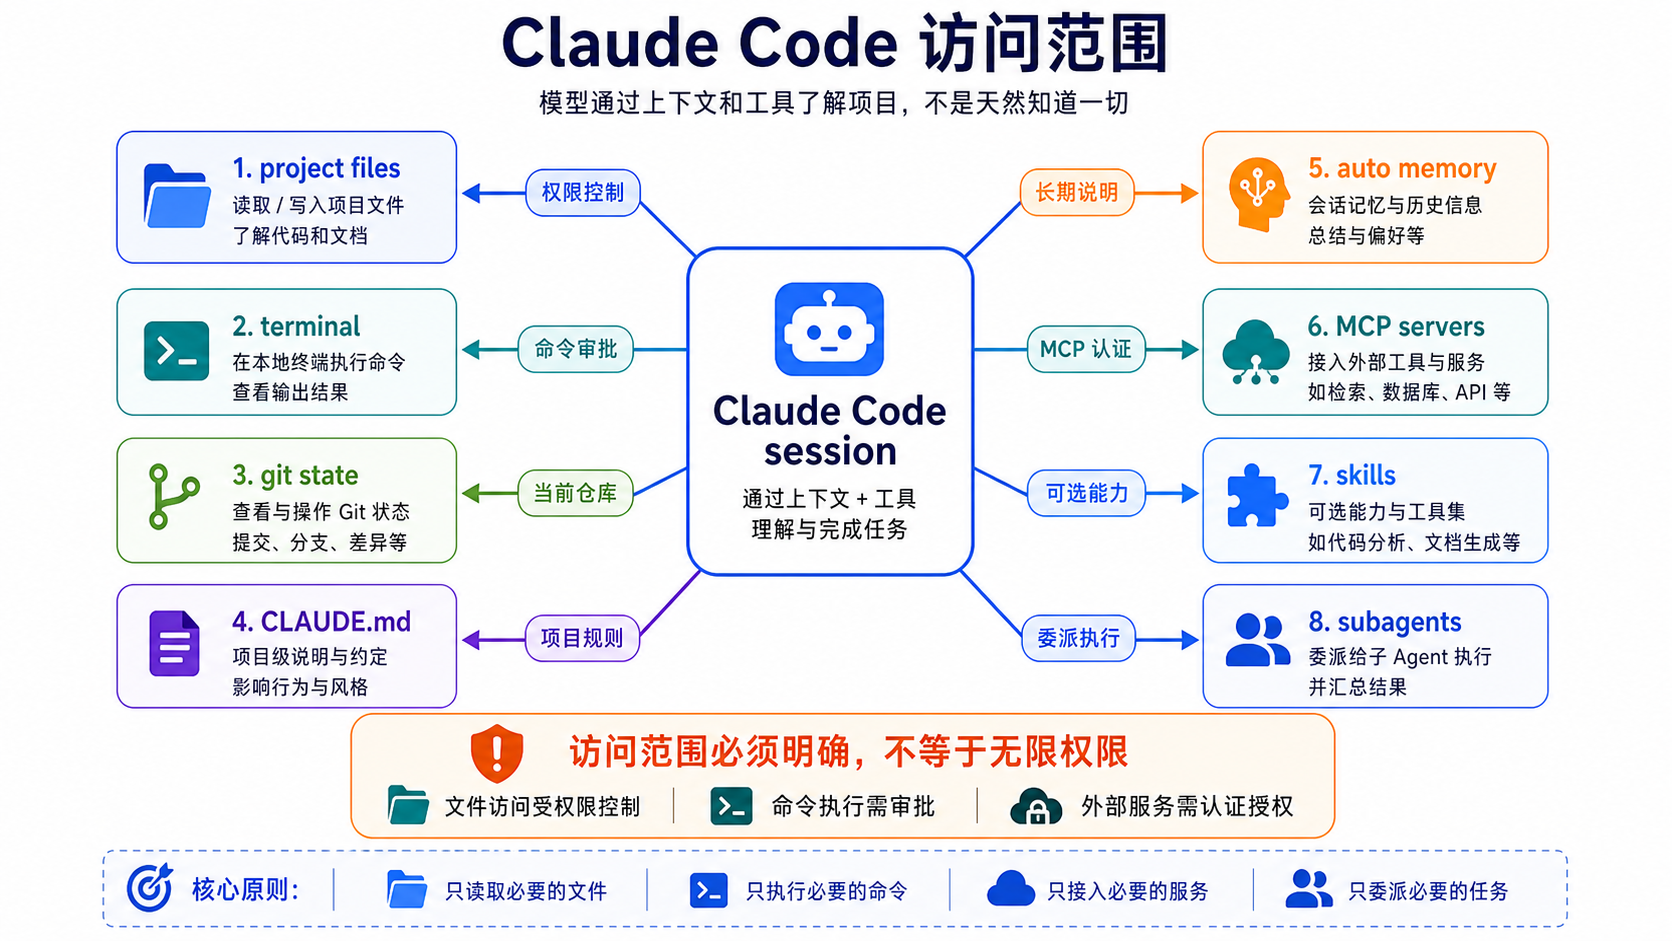 Claude Code 访问范围
模型通过上下文和工具了解项目，不是天然知道一切
1. project files
读取 / 写入项目文件
了解代码和文档
权限控制
2. terminal
在本地终端执行命令
查看输出结果
命令审批
3. git state
查看与操作 Git 状态
提交、分支、差异等
当前仓库
4. CLAUDE.md
项目级说明与约定
影响行为与风格
项目规则
Claude Code
session
通过上下文 + 工具
理解与完成任务
长期说明
5. auto memory
会话记忆与历史信息
总结与偏好等
MCP 认证
6. MCP servers
接入外部工具与服务
如检索、数据库、API 等
可选能力
7. skills
可选能力与工具集
如代码分析、文档生成等
委派执行
8. subagents
委派给子 Agent 执行
并汇总结果
访问范围必须明确，不等于无限权限
文件访问受权限控制
命令执行需审批
外部服务需认证授权
核心原则：
只读取必要的文件
只执行必要的命令
只接入必要的服务
只委派必要的任务